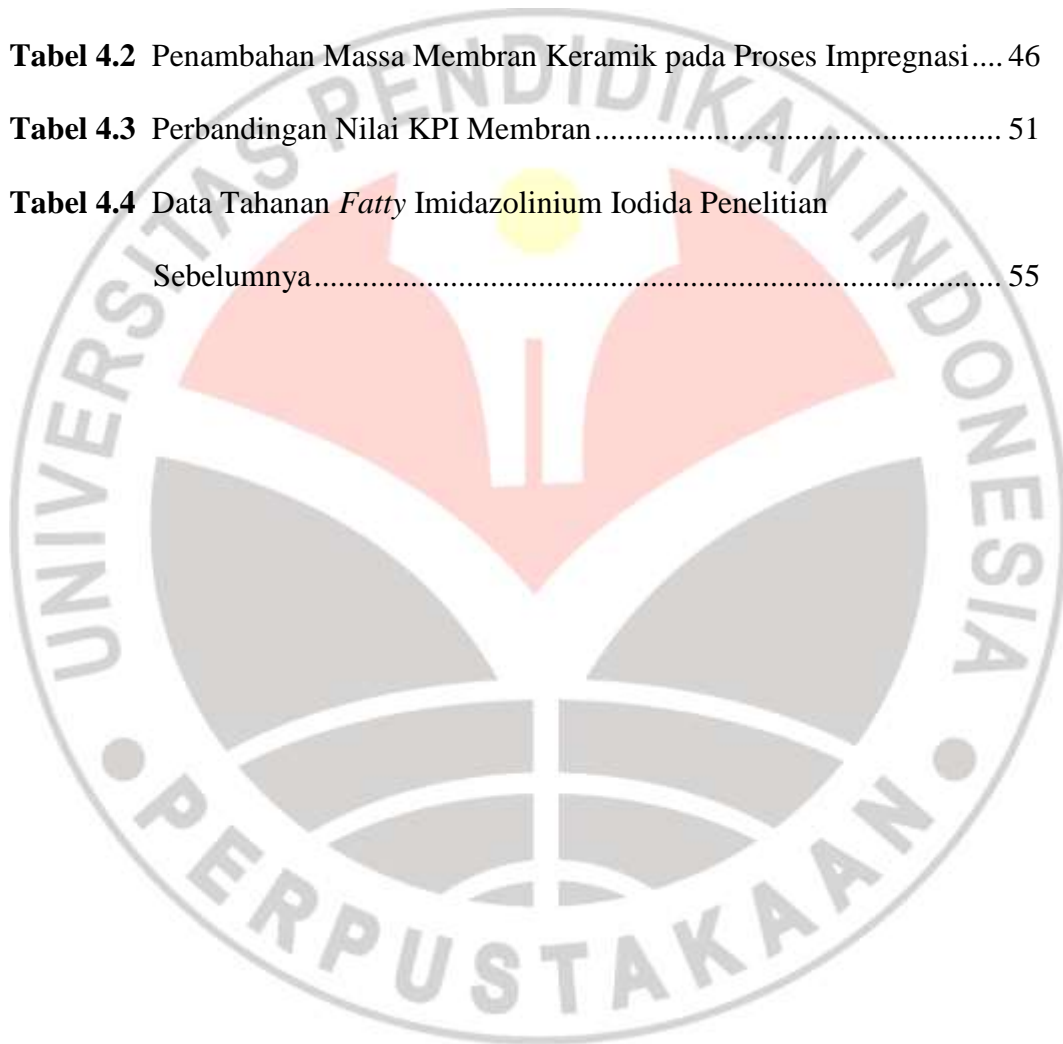 Tabel 4.2 Penambahan Massa Membran Keramik pada Proses Impregnasi.... 46
Tabel 4.3 Perbandingan Nilai KPI Membran............................................... 51
Tabel 4.4 Data Tahanan Fatty Imidazolinium Iodida Penelitian
Sebelumnya............................................................................... 55
UNIVERSITAS PENDIDIKAN INDONESIA
PERPUSTAKAAN